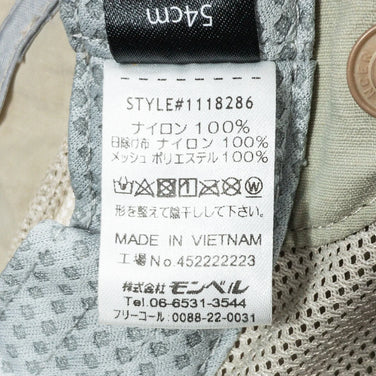 54cm
STYLE#1118286
ナイロン 100%
日除け布 ナイロン 100%
メッシュ ポリエステル 100%
形を整えて陰干しして下さい。
MADE IN VIETNAM
工場No.452222223
株式会社 モンベル
Tel.06-6531-3544
フリーコール:0088-22-0031